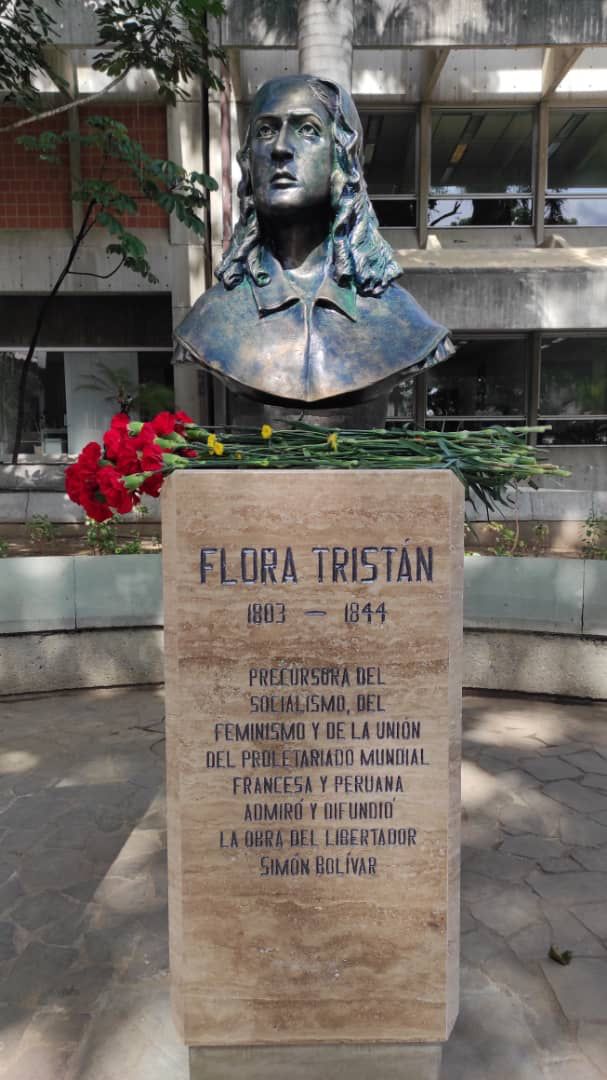 FLORA TRISTÁN
1803 – 1844
PRECURSORA DEL
SOCIALISMO, DEL
FEMINISMO Y DE LA UNIÓN
DEL PROLETARIADO MUNDIAL
FRANCESA Y PERUANA
ADMIRÓ Y DIFUNDIÓ
LA OBRA DEL LIBERTADOR
SIMÓN BOLÍVAR